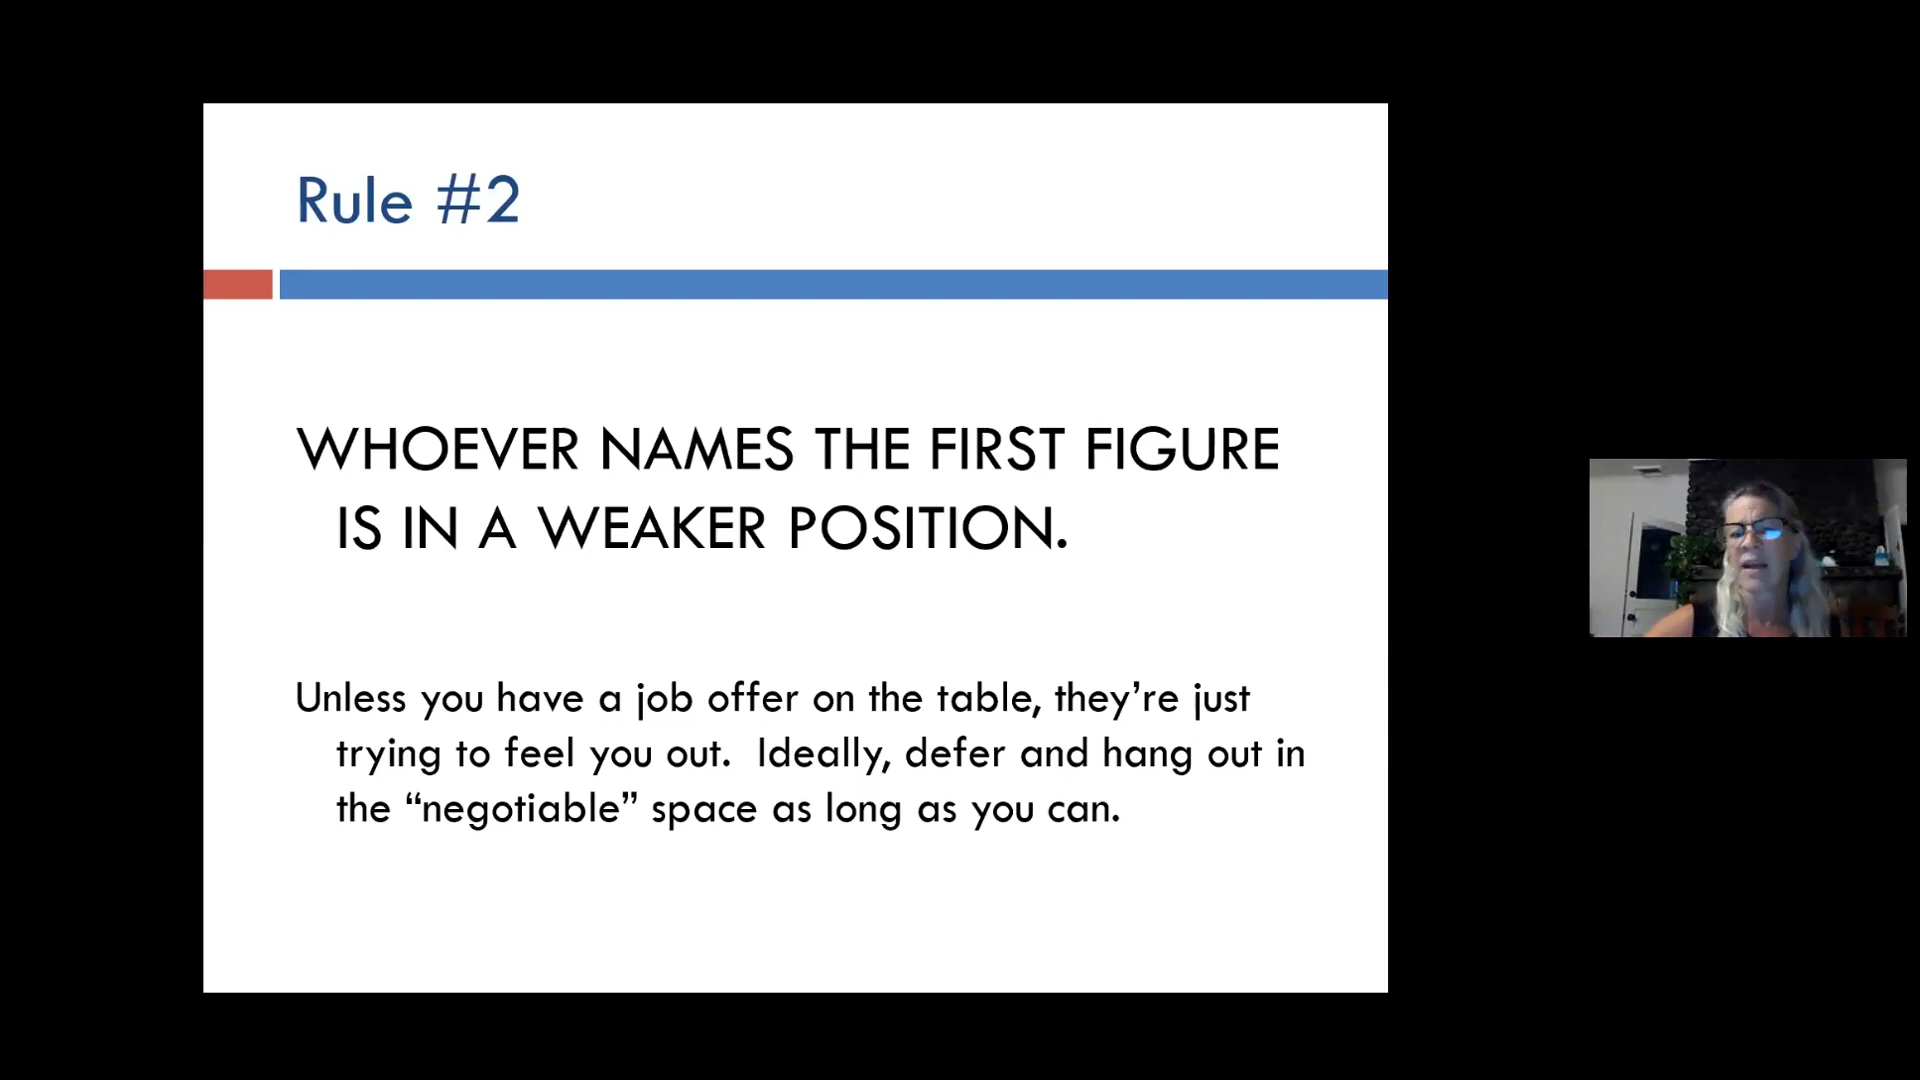 Rule #2
WHOEVER NAMES THE FIRST FIGURE
IS IN A WEAKER POSITION.
Unless you have a job offer on the table, they’re just
trying to feel you out.  Ideally, defer and hang out in
the “negotiable” space as long as you can.